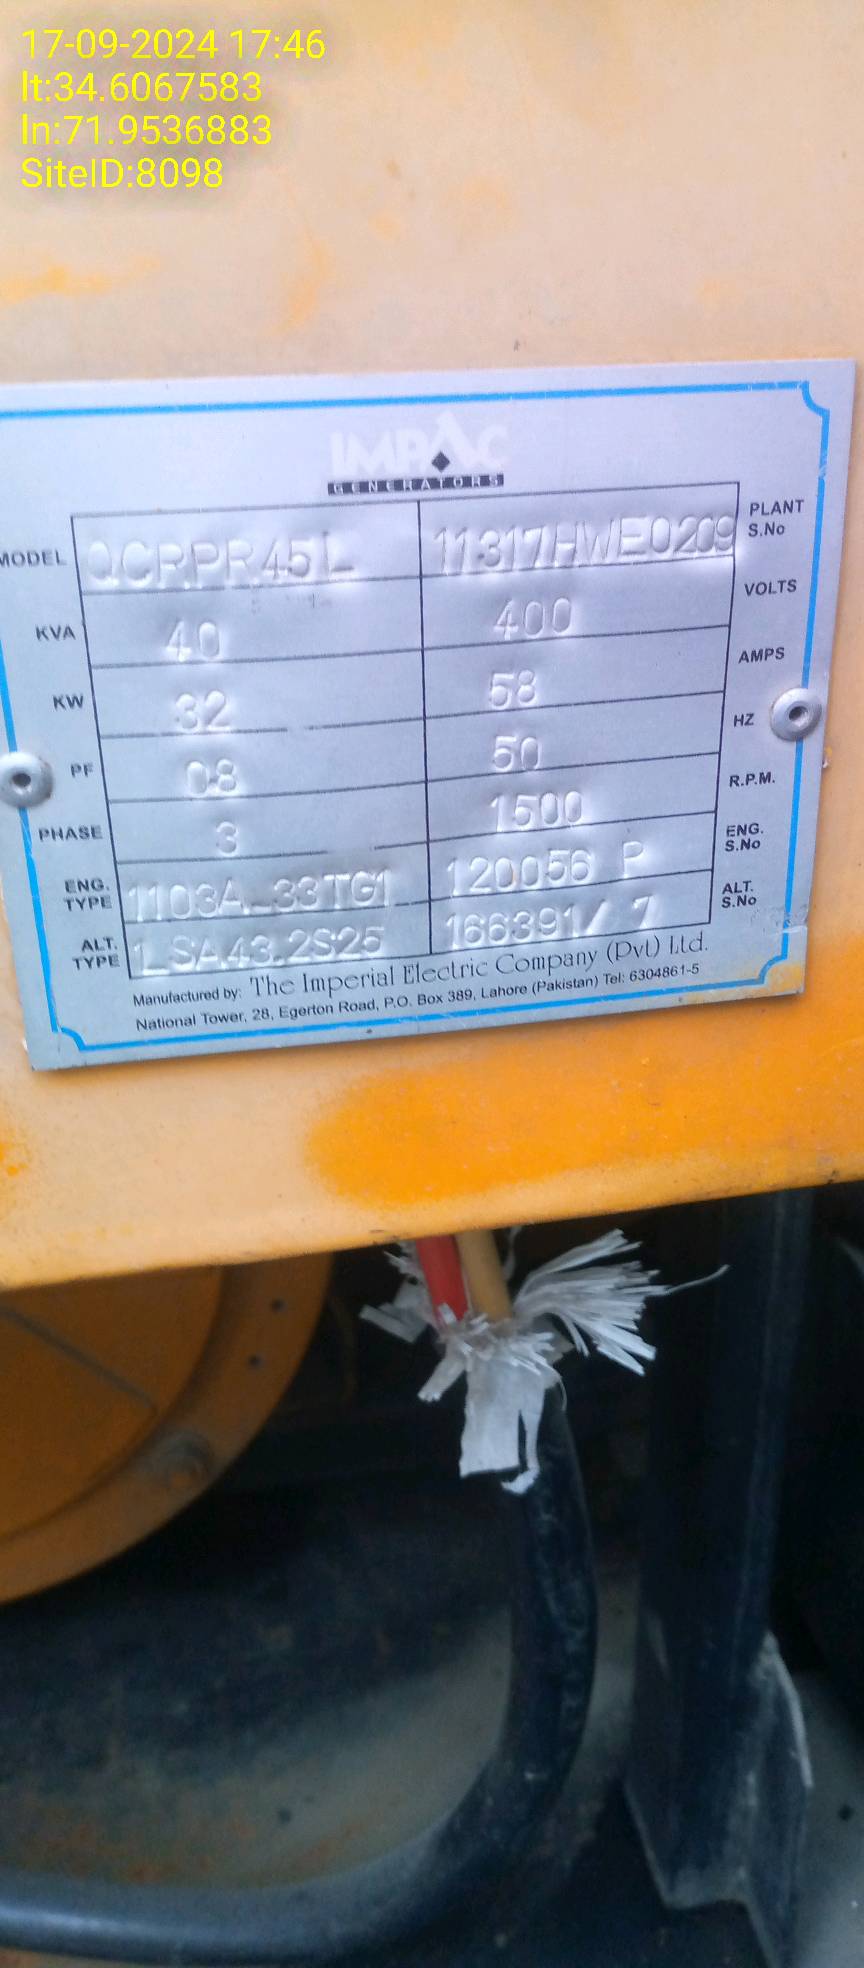 17-09-2024 17:46
lt:34.6067583
ln:71.9536883
SiteID:8098
IMPAC
GENERATORS
MODEL QCRPR45L 11317HWE0209 PLANT S.No
KVA 40 400 VOLTS
KW 32 58 AMPS
PF 08 50 HZ
PHASE 3 1500 R.P.M.
ENG. TYPE 1103A-33TG1 120056 P ENG. S.No
ALT. TYPE LSA43.2S25 166391/ 7 ALT. S.No
Manufactured by: The Imperial Electric Company (Pvt) Ltd.
National Tower, 28, Egerton Road, P.O. Box 389, Lahore (Pakistan) Tel: 6304861-5